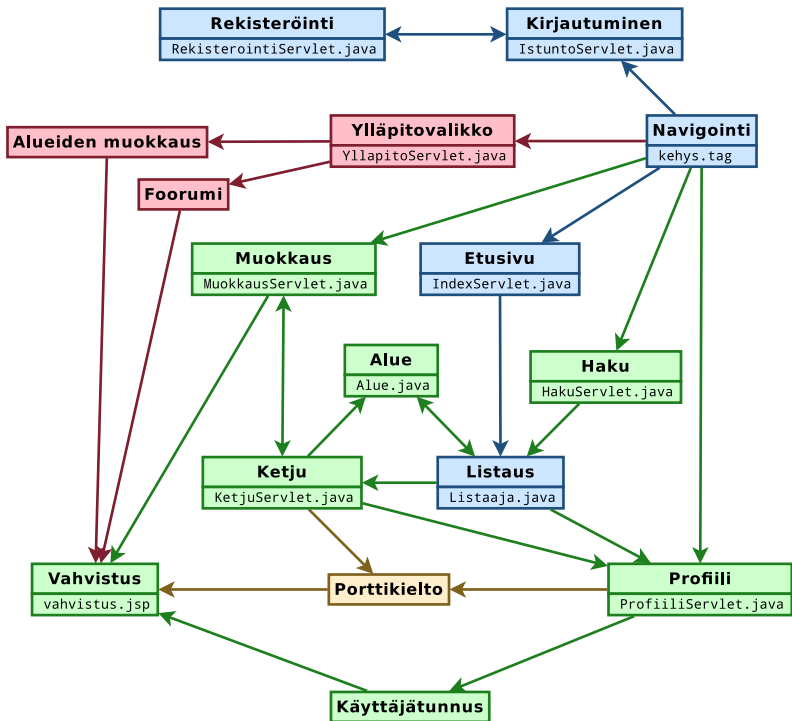 Rekisteröinti
RekisterointiServlet.java
Kirjautuminen
IstuntoServlet.java
Alueiden muokkaus
Ylläpitovalikko
YllapitoServlet.java
Navigointi
kehys.tag
Foorumi
Muokkaus
MuokkausServlet.java
Etusivu
IndexServlet.java
Alue
Alue.java
Haku
HakuServlet.java
Ketju
KetjuServlet.java
Listaus
Listaaja.java
Vahvistus
vahvistus.jsp
Porttikielto
Profiili
ProfiiliServlet.java
Käyttäjätunnus